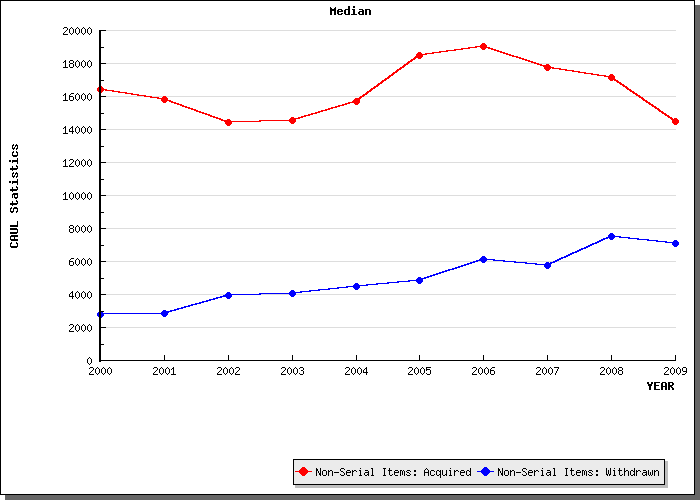 Median
20000
18000
16000
14000
12000
10000
8000
6000
4000
2000
0
CAUL Statistics
2000 2001 2002 2003 2004 2005 2006 2007 2008 2009
YEAR
Non-Serial Items: Acquired Non-Serial Items: Withdrawn